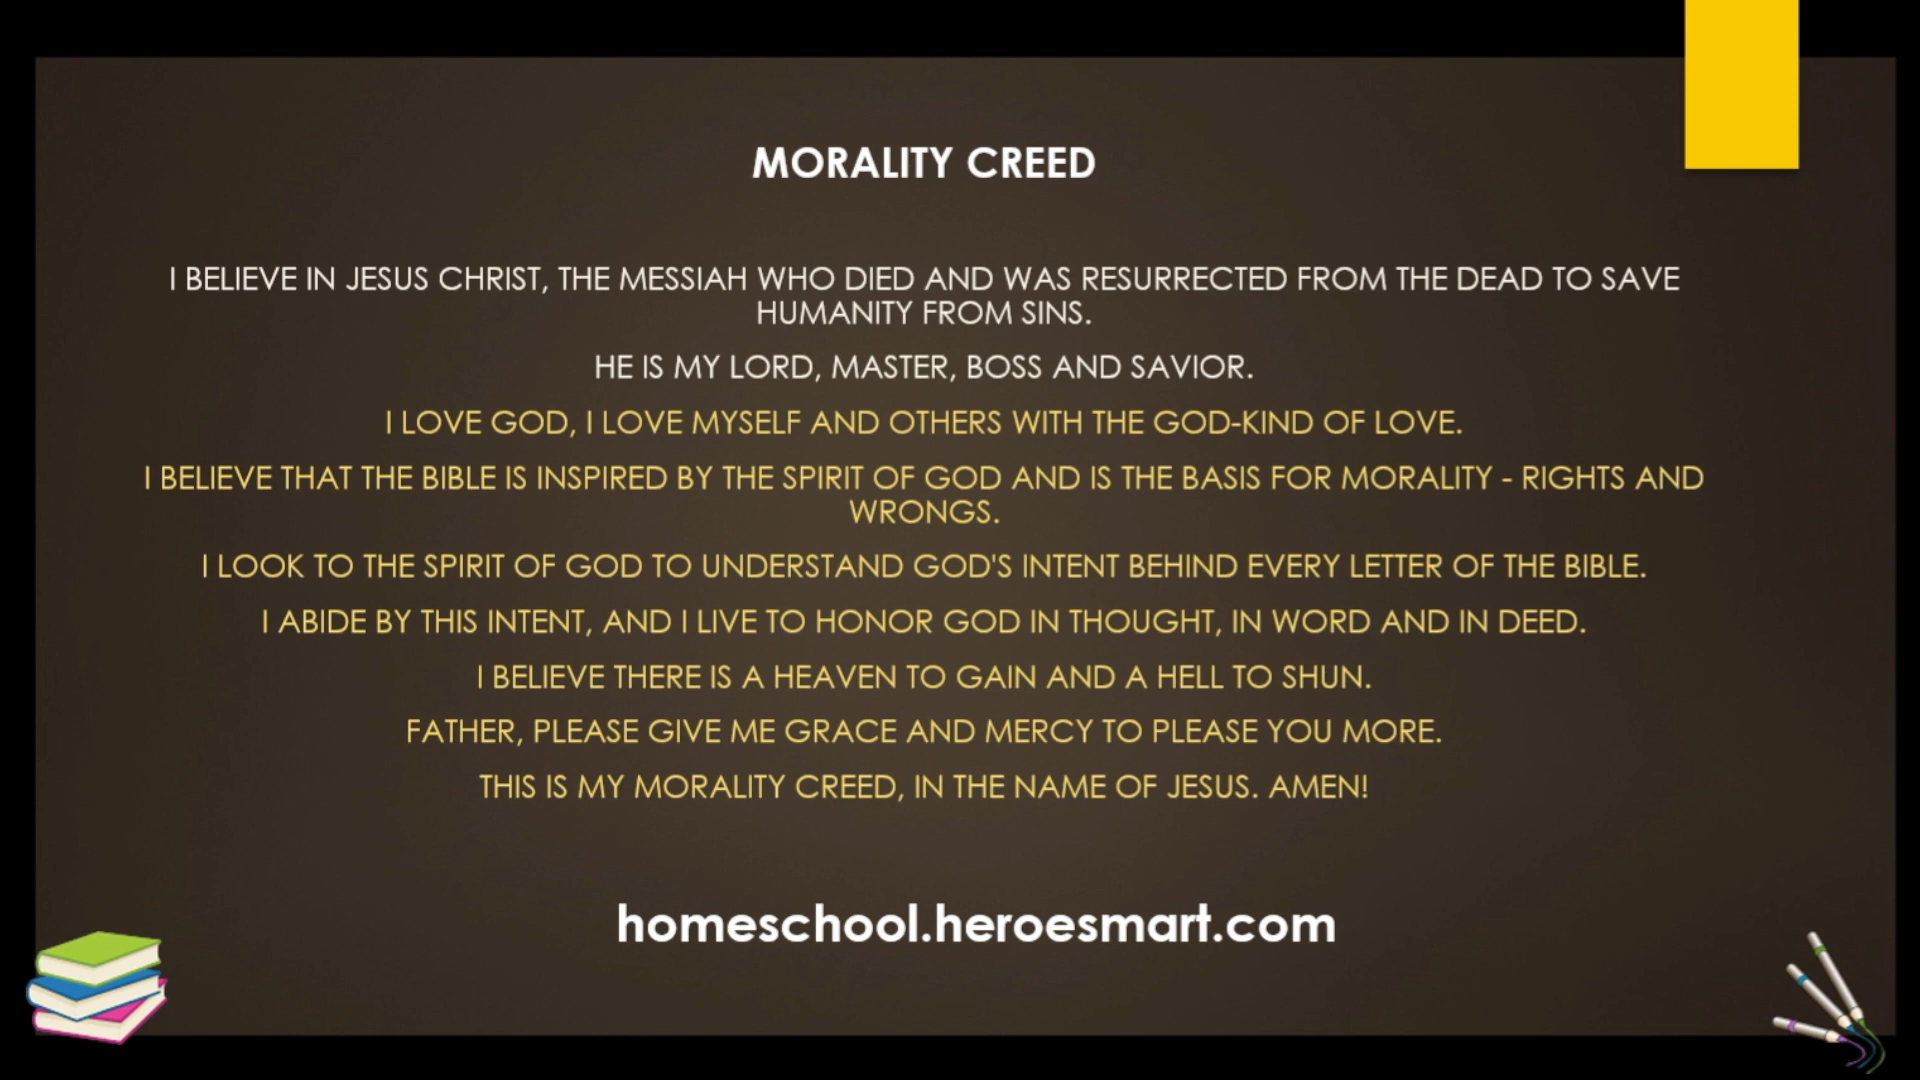 MORALITY CREED
I BELIEVE IN JESUS CHRIST, THE MESSIAH WHO DIED AND WAS RESURRECTED FROM THE DEAD TO SAVE
HUMANITY FROM SINS.
HE IS MY LORD, MASTER, BOSS AND SAVIOR.
I LOVE GOD, I LOVE MYSELF AND OTHERS WITH THE GOD-KIND OF LOVE.
I BELIEVE THAT THE BIBLE IS INSPIRED BY THE SPIRIT OF GOD AND IS THE BASIS FOR MORALITY - RIGHTS AND
WRONGS.
I LOOK TO THE SPIRIT OF GOD TO UNDERSTAND GOD'S INTENT BEHIND EVERY LETTER OF THE BIBLE.
I ABIDE BY THIS INTENT, AND I LIVE TO HONOR GOD IN THOUGHT, IN WORD AND IN DEED.
I BELIEVE THERE IS A HEAVEN TO GAIN AND A HELL TO SHUN.
FATHER, PLEASE GIVE ME GRACE AND MERCY TO PLEASE YOU MORE.
THIS IS MY MORALITY CREED, IN THE NAME OF JESUS. AMEN!
homeschool.heroesmart.com